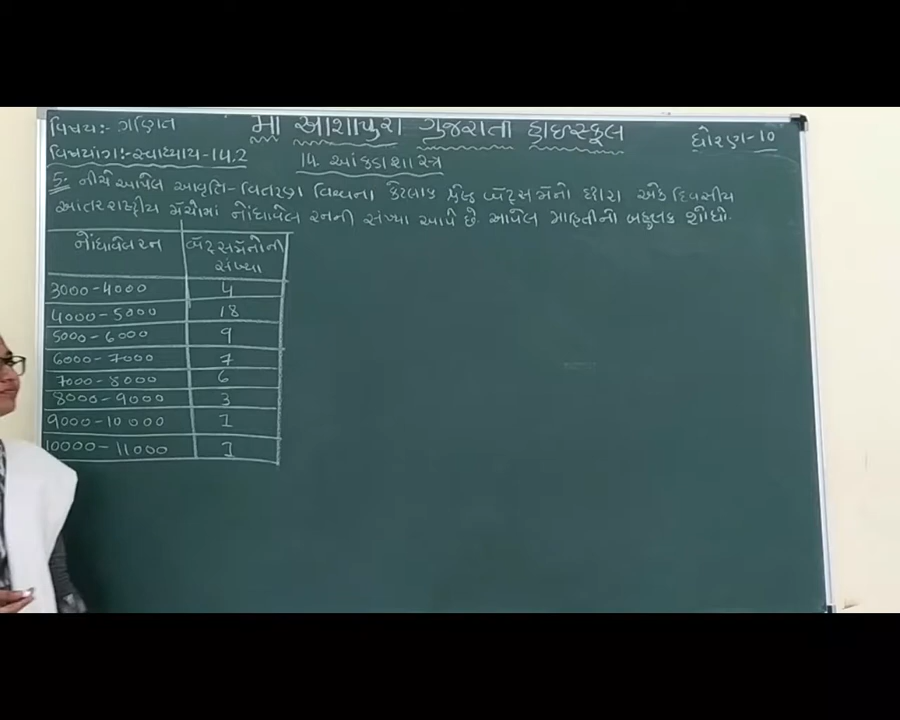 વિષય:- ગણિત
મા આશાપુરા ગુજરાતી હાઇસ્કૂલ
ધોરણ-10
વિષયાંગ:- સ્વાધ્યાય-14.2
14. આંકડાશાસ્ત્ર
5. નીચે આપેલ આવૃતિ-વિતરણ વિશ્વના કેટલાક શ્રેષ્ઠ બૅટ્સમૅનો દ્વારા એક દિવસીય
આંતરરાષ્ટ્રીય મૅચોમાં નોંધાયેલ રનની સંખ્યા આપે છે. આપેલ માહિતીનો બહુલક શોધો.
નોંધાયેલ રન બૅટ્સમૅનોની
સંખ્યા
3000-4000 4
4000-5000 18
5000-6000 9
6000-7000 7
7000-8000 6
8000-9000 3
9000-10000 1
10000-11000 1